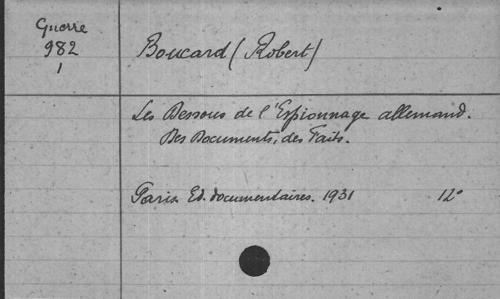 Guerre
982
1
Boucard (Robert)
Les Dessous de l'Espionnage allemand.
Des Documents, des Faits.
Paris. Ed. documentaires. 1931 12°